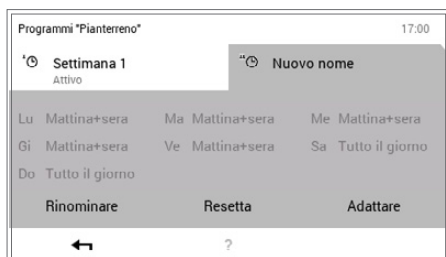 Programmi "Pianterreno" 17:00
Settimana 1
Attivo
Nuovo nome
Lu Mattina+sera Ma Mattina+sera Me Mattina+sera
Gi Mattina+sera Ve Mattina+sera Sa Tutto il giorno
Do Tutto il giorno
Rinominare Resetta Adattare
?